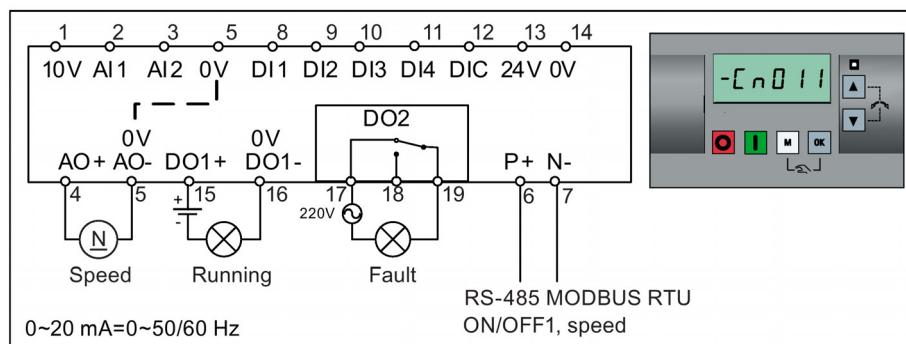 1 2 3 5 8 9 10 11 12 13 14
10V AI1 AI2 0V DI1 DI2 DI3 DI4 DIC 24V 0V
-Cn011
DO2
0V 0V
AO+ AO- DO1+ DO1- P+ N-
4 5 15 16 17 18 19 6 7
M OK
+
-
220V
N
Speed Running Fault
RS-485 MODBUS RTU
ON/OFF1, speed
0~20 mA=0~50/60 Hz